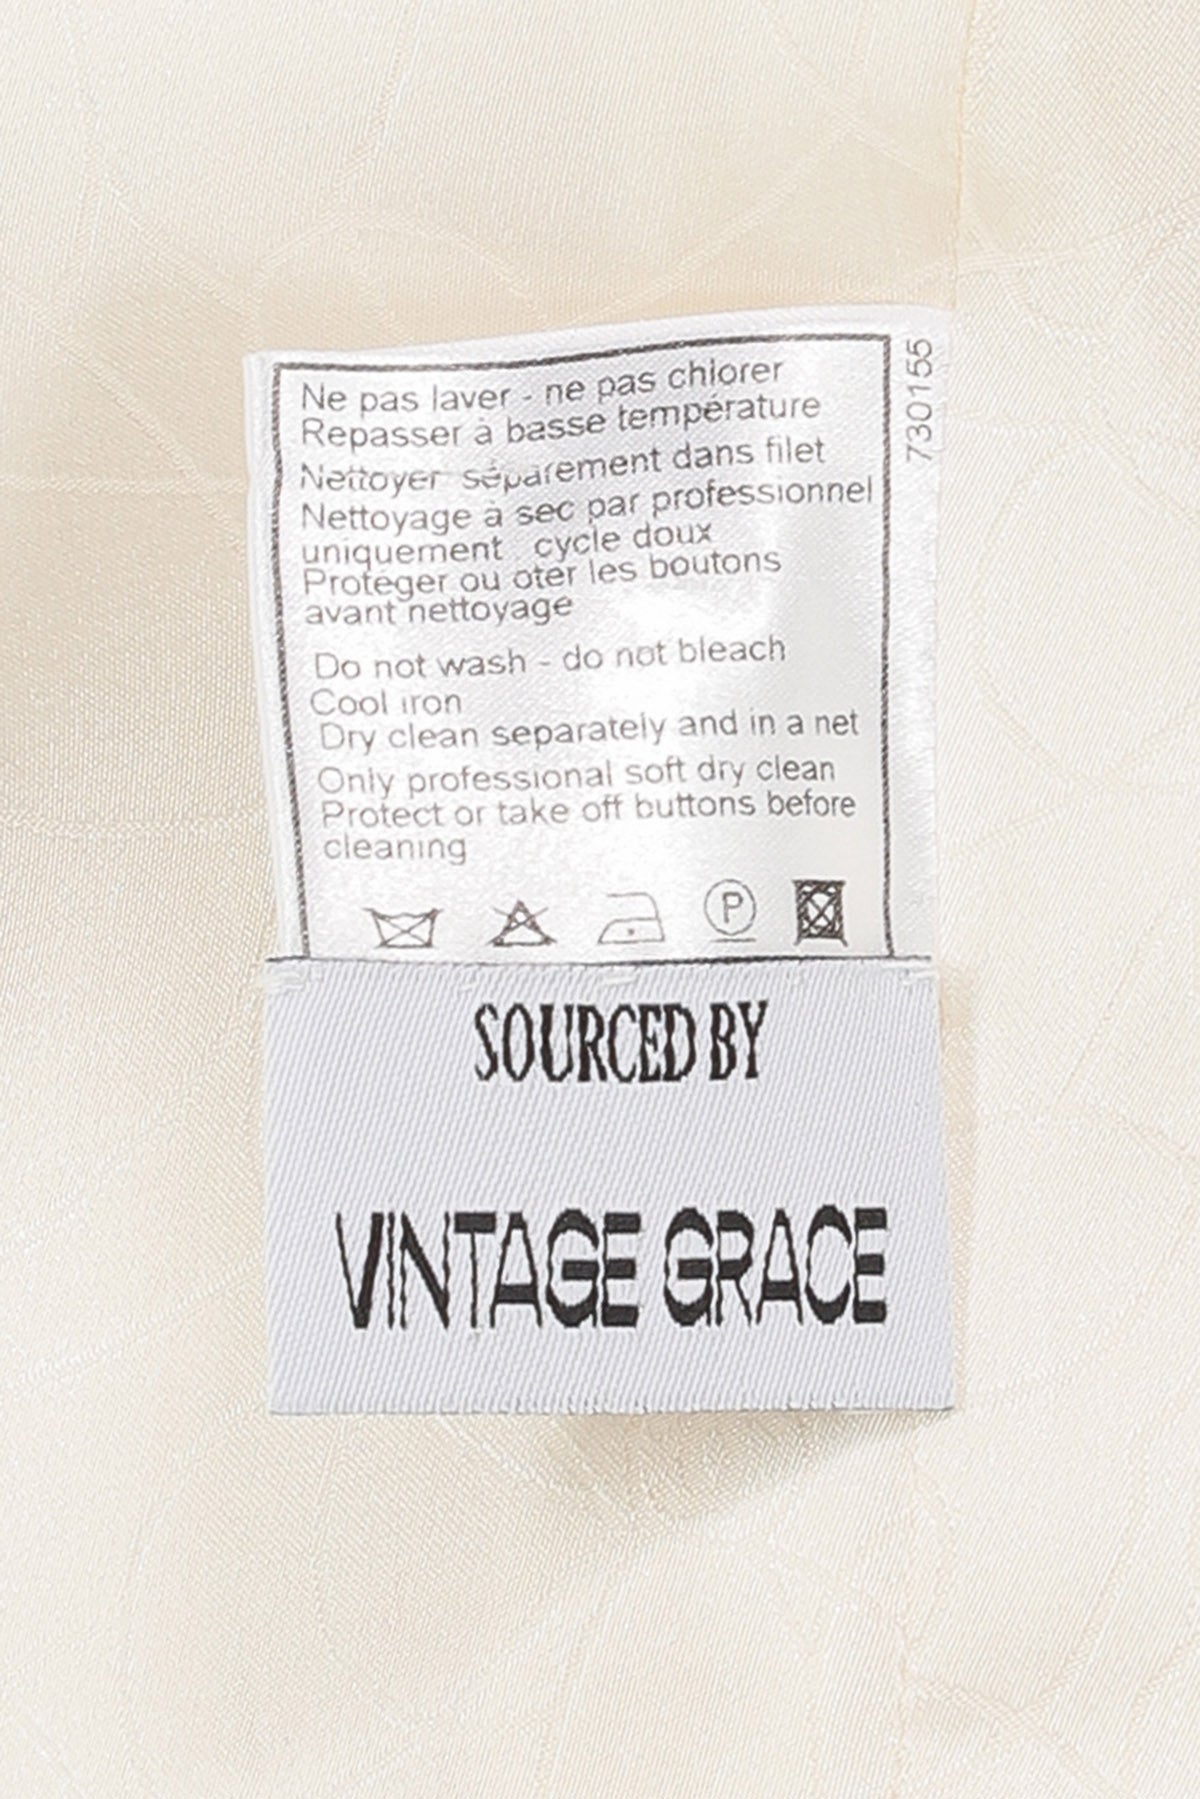 Ne pas laver - ne pas chlorer
Repasser à basse température
Nettoyer séparement dans filet
Nettoyage à sec par professionnel
uniquement . cycle doux
Proteger ou oter les boutons
avant nettoyage
Do not wash - do not bleach
Cool iron
Dry clean separately and in a net
Only professional soft dry clean
Protect or take off buttons before
cleaning
P
730155
SOURCED BY
VINTAGE GRACE